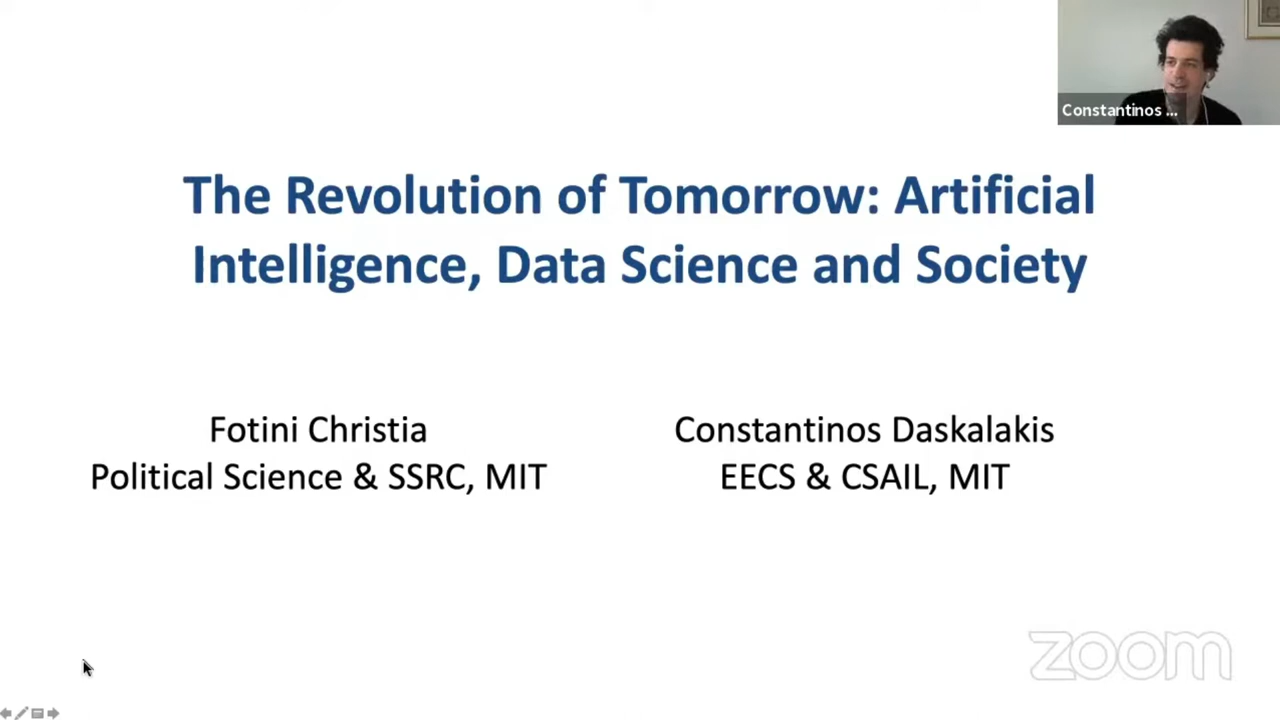 Constantinos ...
The Revolution of Tomorrow: Artificial
Intelligence, Data Science and Society
Fotini Christia
Political Science & SSRC, MIT
Constantinos Daskalakis
EECS & CSAIL, MIT
zoom